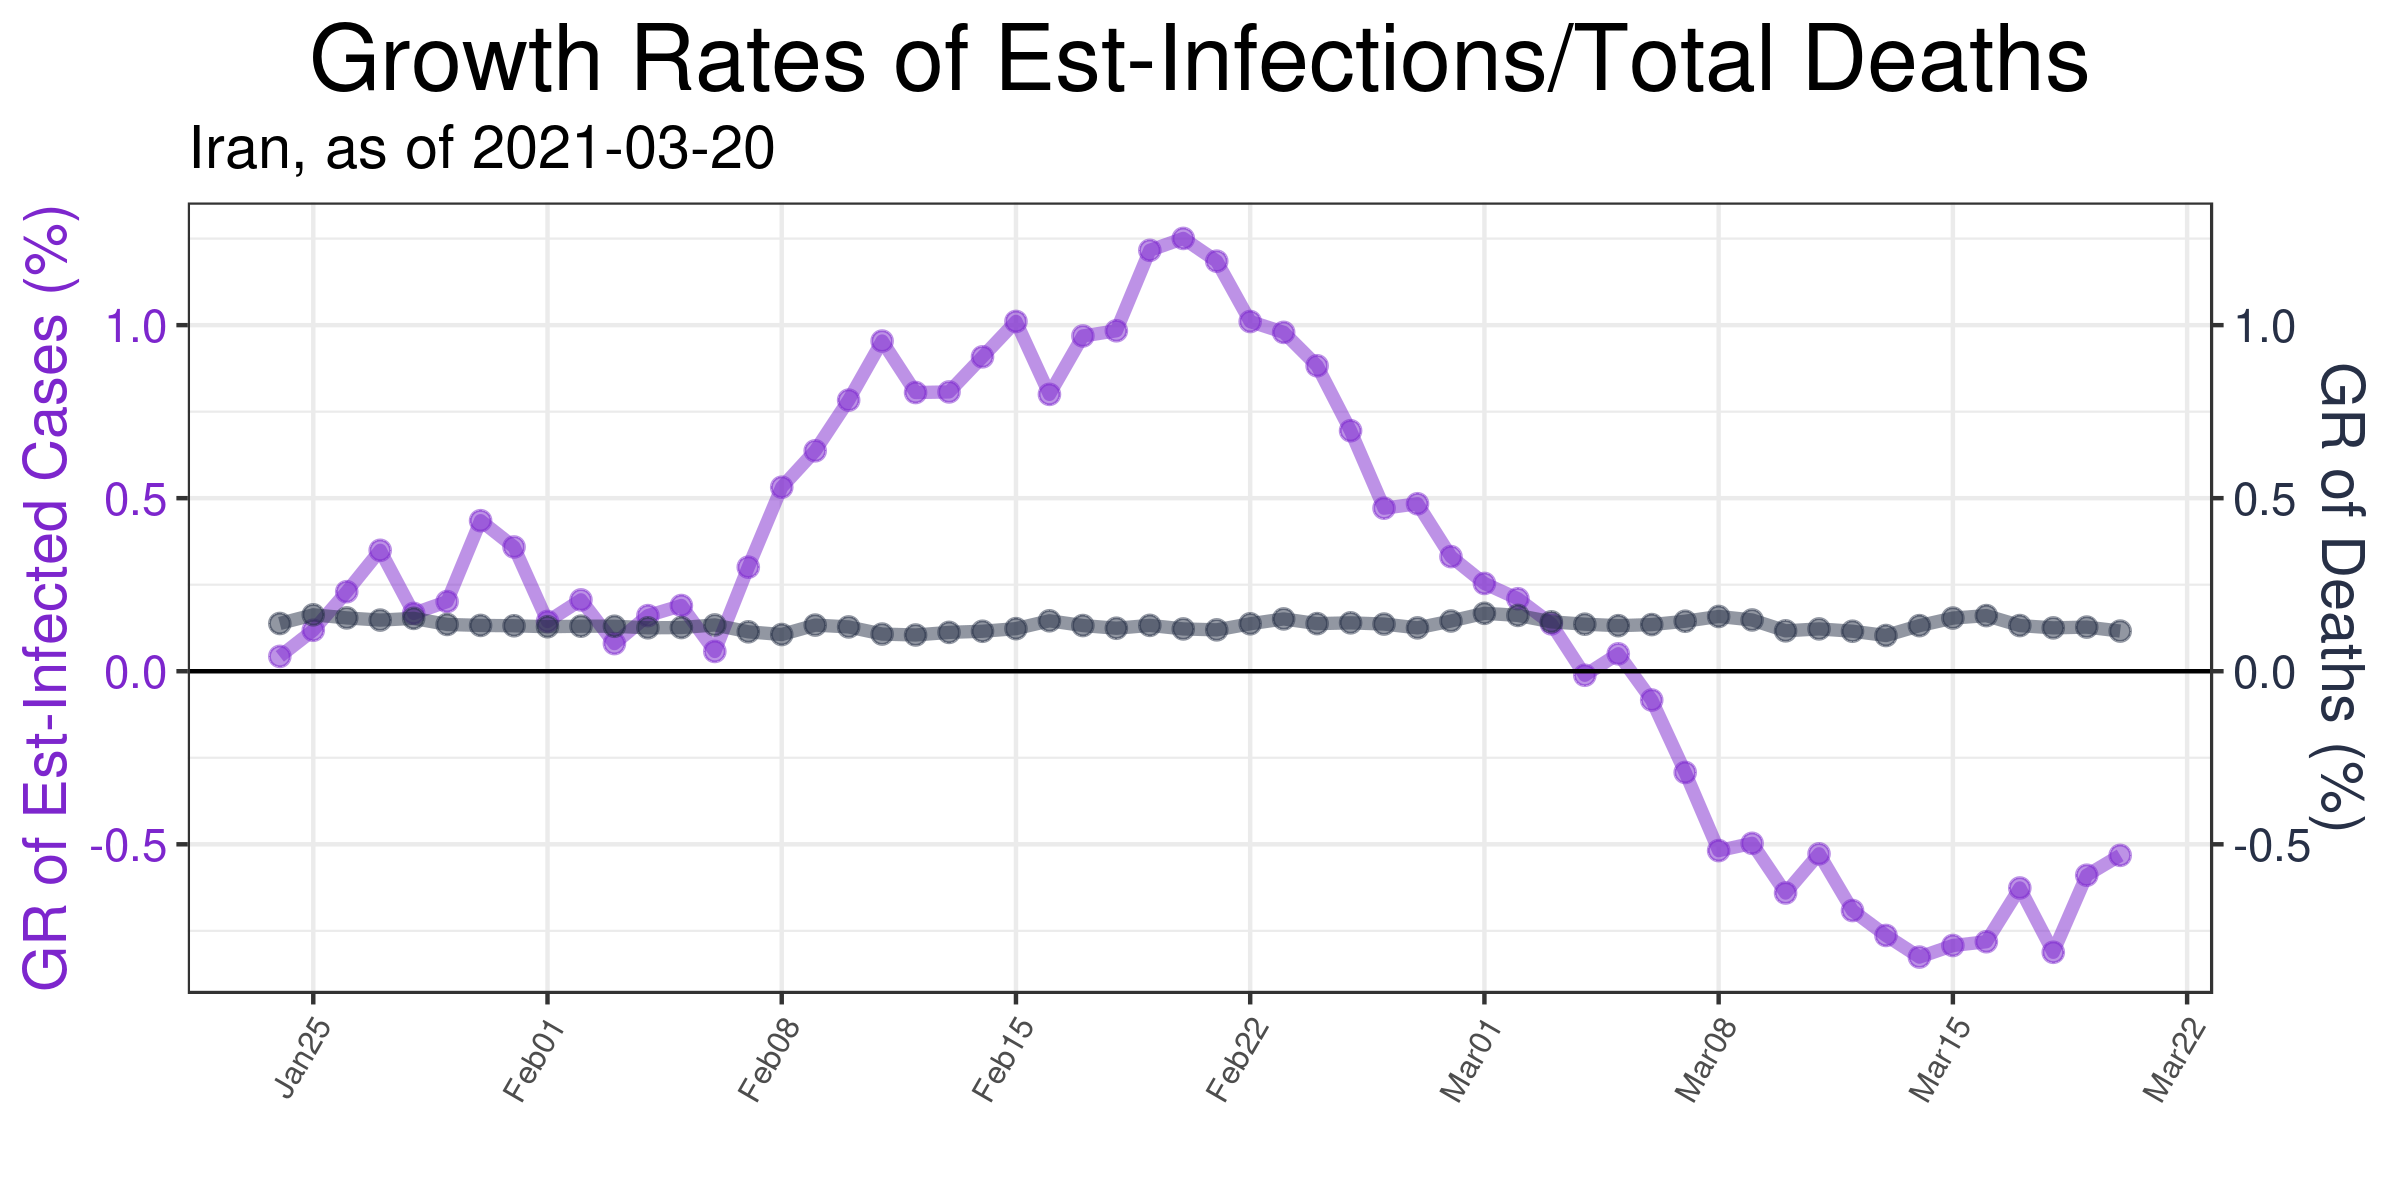 Growth Rates of Est-Infections/Total Deaths
Iran, as of 2021-03-20
GR of Est-Infected Cases (%)
1.0
0.5
0.0
-0.5
1.0
0.5
0.0
-0.5
GR of Deaths (%)
Jan25
Feb01
Feb08
Feb15
Feb22
Mar01
Mar08
Mar15
Mar22